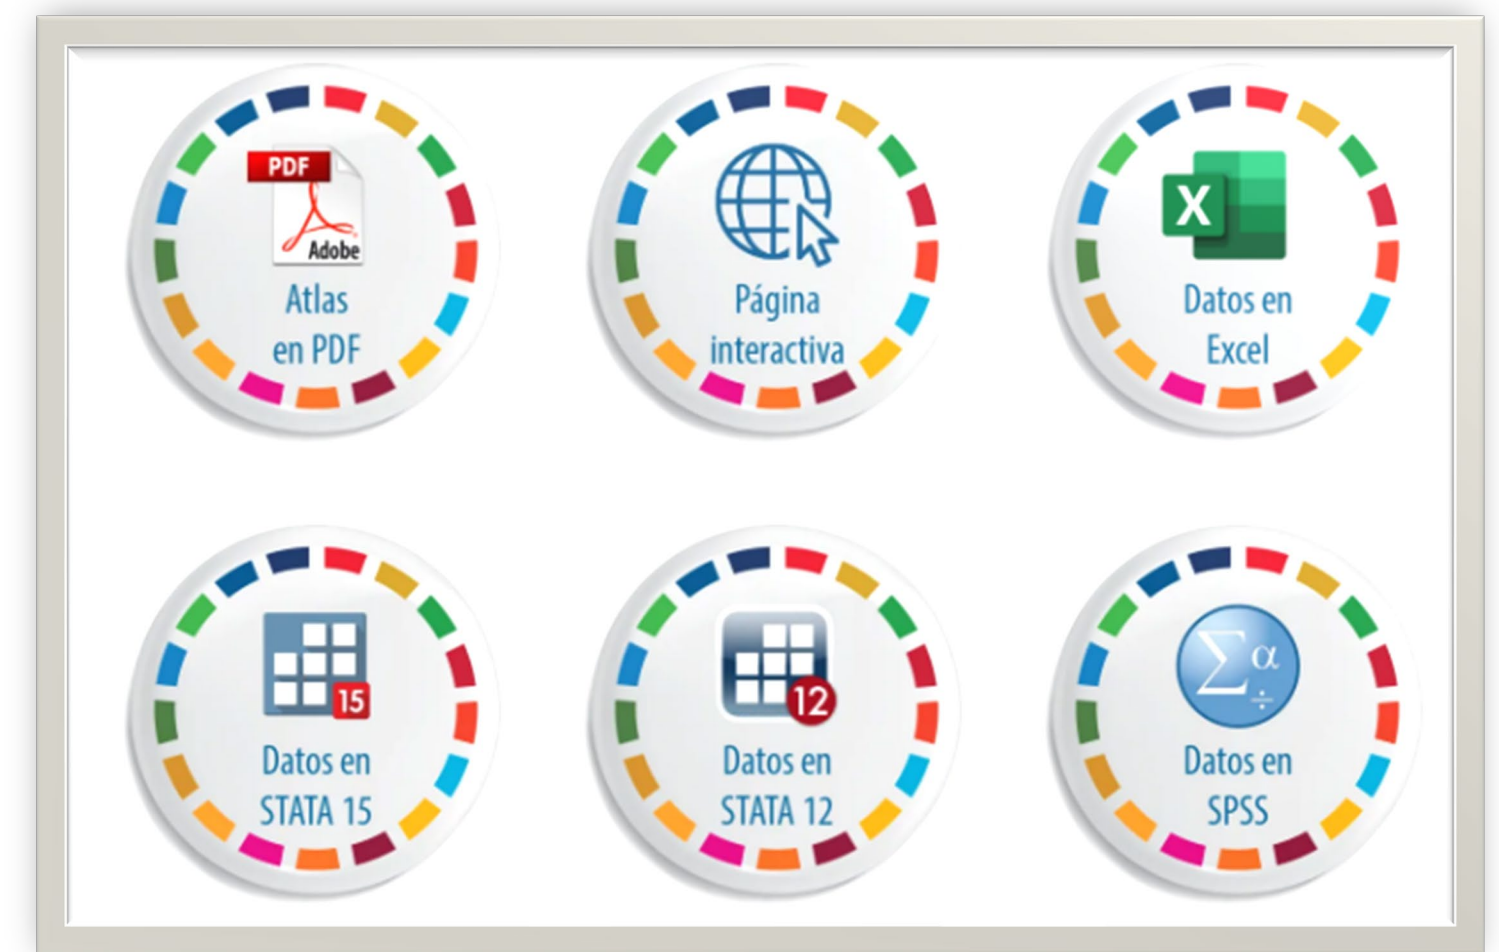 PDF
Adobe
Atlas
en PDF
Página
interactiva
X
Datos en
Excel
15
Datos en
STATA 15
12
Datos en
STATA 12
Σα
÷
Datos en
SPSS